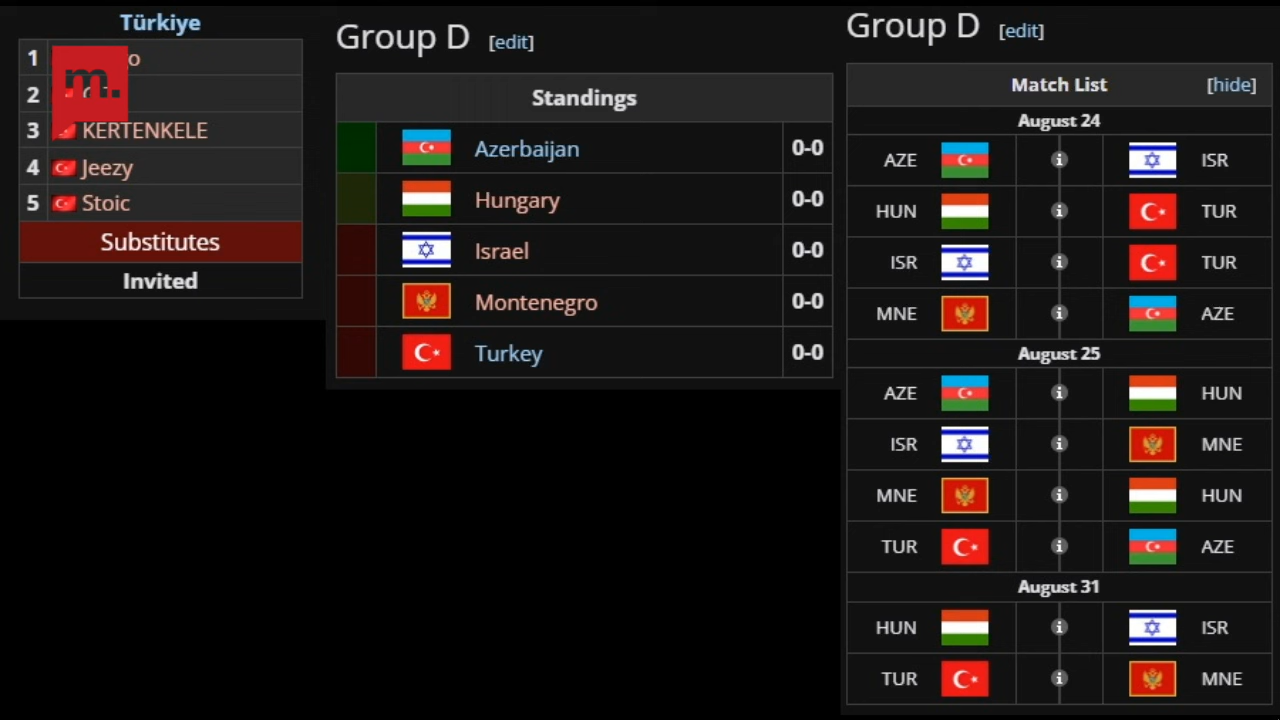 Türkiye
1
m.
2
3 KERTENKELE
4 Jeezy
5 Stoic
Substitutes
Invited
Group D [edit]
Standings
Azerbaijan 0-0
Hungary 0-0
Israel 0-0
Montenegro 0-0
Turkey 0-0
Group D [edit]
Match List [hide]
August 24
AZE i ISR
HUN i TUR
ISR i TUR
MNE i AZE
August 25
AZE i HUN
ISR i MNE
MNE i HUN
TUR i AZE
August 31
HUN i ISR
TUR i MNE